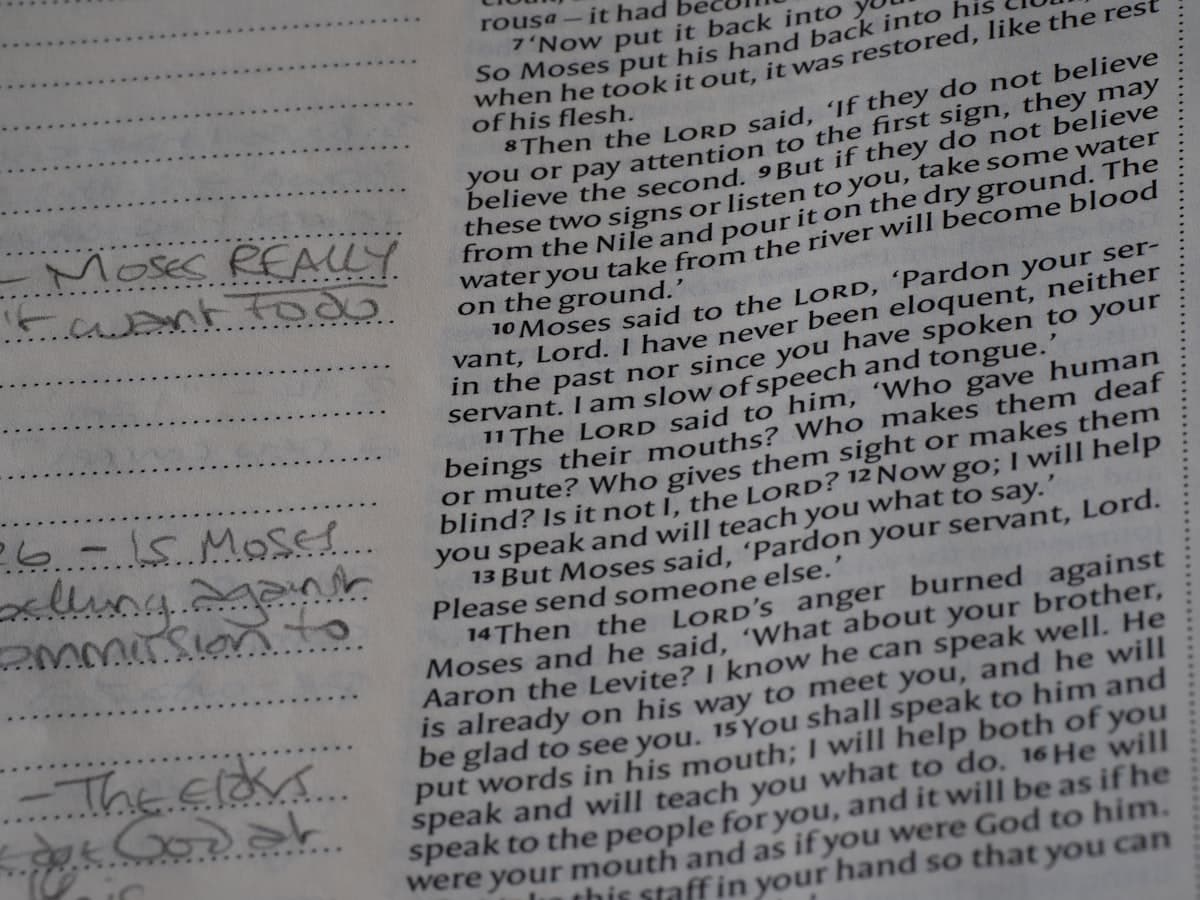 – Moses REALLY
want to do
26 – Is Moses
against
to
– The elders
God at
rousa – it had
7 'Now put it back into
So Moses put his hand back into his
when he took it out, it was restored, like the rest
of his flesh.
8 Then the LORD said, 'If they do not believe
you or pay attention to the first sign, they may
believe the second. 9 But if they do not believe
these two signs or listen to you, take some water
from the Nile and pour it on the dry ground. The
water you take from the river will become blood
on the ground.'
10 Moses said to the LORD, 'Pardon your ser-
vant, Lord. I have never been eloquent, neither
in the past nor since you have spoken to your
servant. I am slow of speech and tongue.'
11 The LORD said to him, 'Who gave human
beings their mouths? Who makes them deaf
or mute? Who gives them sight or makes them
blind? Is it not I, the LORD? 12 Now go; I will help
you speak and will teach you what to say.'
13 But Moses said, 'Pardon your servant, Lord.
Please send someone else.'
14 Then the LORD's anger burned against
Moses and he said, 'What about your brother,
Aaron the Levite? I know he can speak well. He
is already on his way to meet you, and he will
be glad to see you. 15 You shall speak to him and
put words in his mouth; I will help both of you
speak and will teach you what to do. 16 He will
speak to the people for you, and it will be as if he
were your mouth and as if you were God to him.
this staff in your hand so that you can